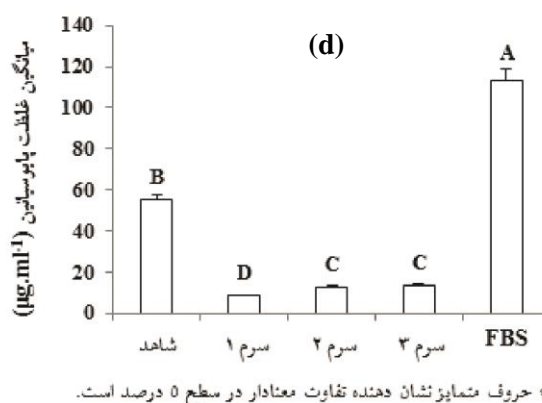 (d)
میانگین غلظت پایوسیانین (µg.ml-1)
140
120
100
80
60
40
20
0
B
D
C
C
A
شاهد
سرم ۱
سرم ۲
سرم ۳
FBS
حروف متمایز نشان دهنده تفاوت معنادار در سطح ۵ درصد است.